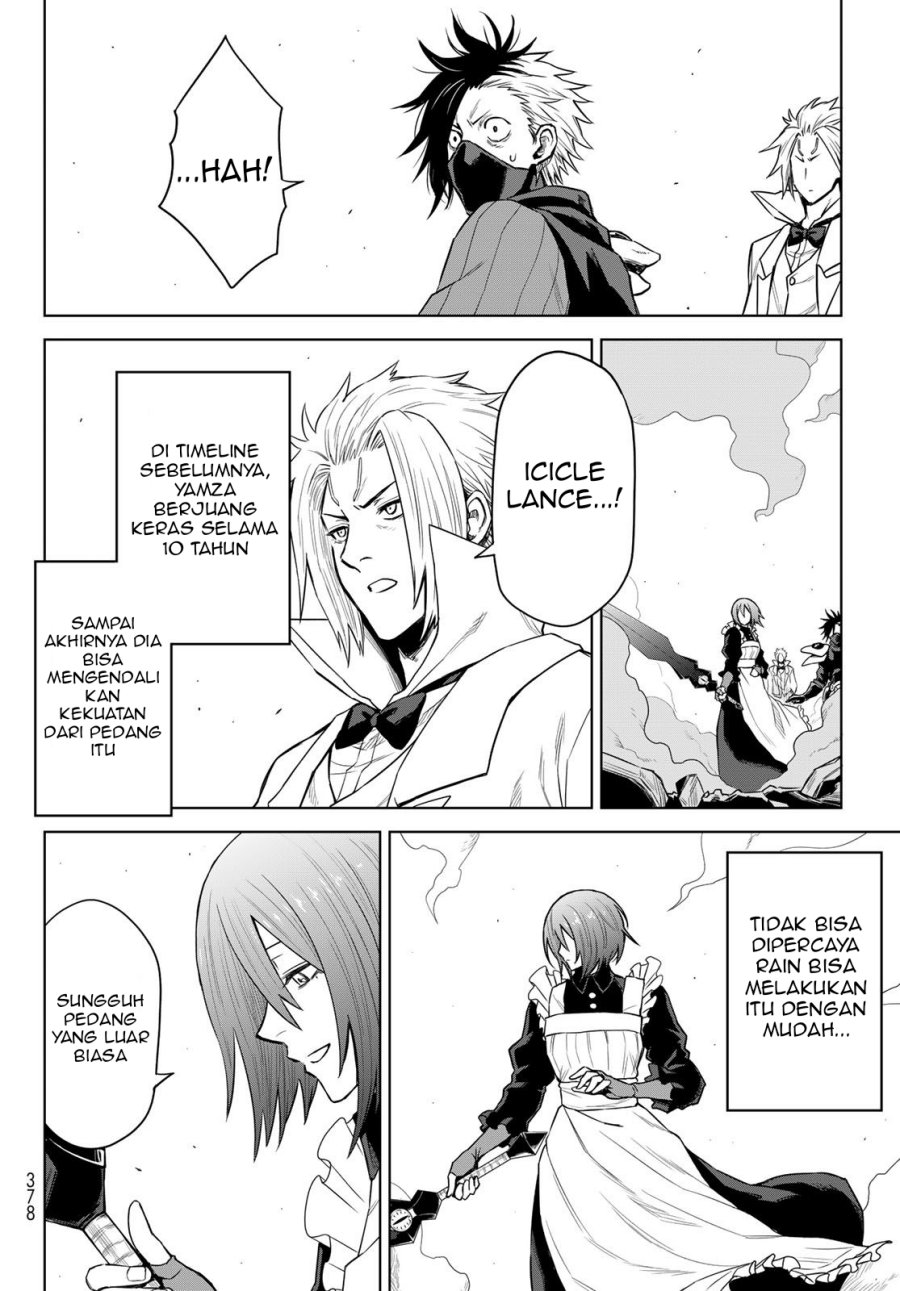 ...HAH!
ICICLE
LANCE...!
DI TIMELINE
SEBELUMNYA,
YAMZA
BERJUANG
KERAS SELAMA
10 TAHUN
SAMPAI
AKHIRNYA DIA
BISA
MENGENDALI
KAN
KEKUATAN
DARI PEDANG
ITU
TIDAK BISA
DIPERCAYA
RAIN BISA
MELAKUKAN
ITU DENGAN
MUDAH...
SUNGGUH
PEDANG
YANG LUAR
BIASA
378